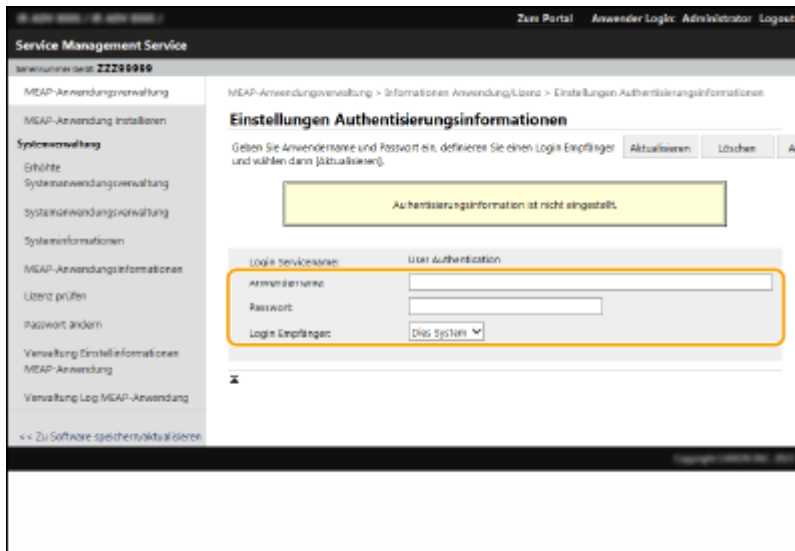 Zum Portal Anwender Login: Administrator Logout
Service Management Service
Seriennummer Gerät: ZZZ99999
MEAP-Anwendungsverwaltung
MEAP-Anwendung installieren
Systemverwaltung
Erhöhte
Systemanwendungsverwaltung
Systemanwendungsverwaltung
Systeminformationen
MEAP-Anwendungsinformationen
Lizenz prüfen
Passwort ändern
Verwaltung Einstellinformationen
MEAP-Anwendung
Verwaltung Log MEAP-Anwendung
<< Zu Software speichern/aktualisieren
MEAP-Anwendungsverwaltung > Informationen Anwendung/Lizenz > Einstellungen Authentisierungsinformationen
Einstellungen Authentisierungsinformationen
Geben Sie Anwendername und Passwort ein, definieren Sie einen Login Empfänger
und wählen dann [Aktualisieren].
Aktualisieren Löschen A
Authentisierungsinformation ist nicht eingestellt.
Login Servicename: User Authentication
Anwendername:
Passwort:
Login Empfänger: Dies System